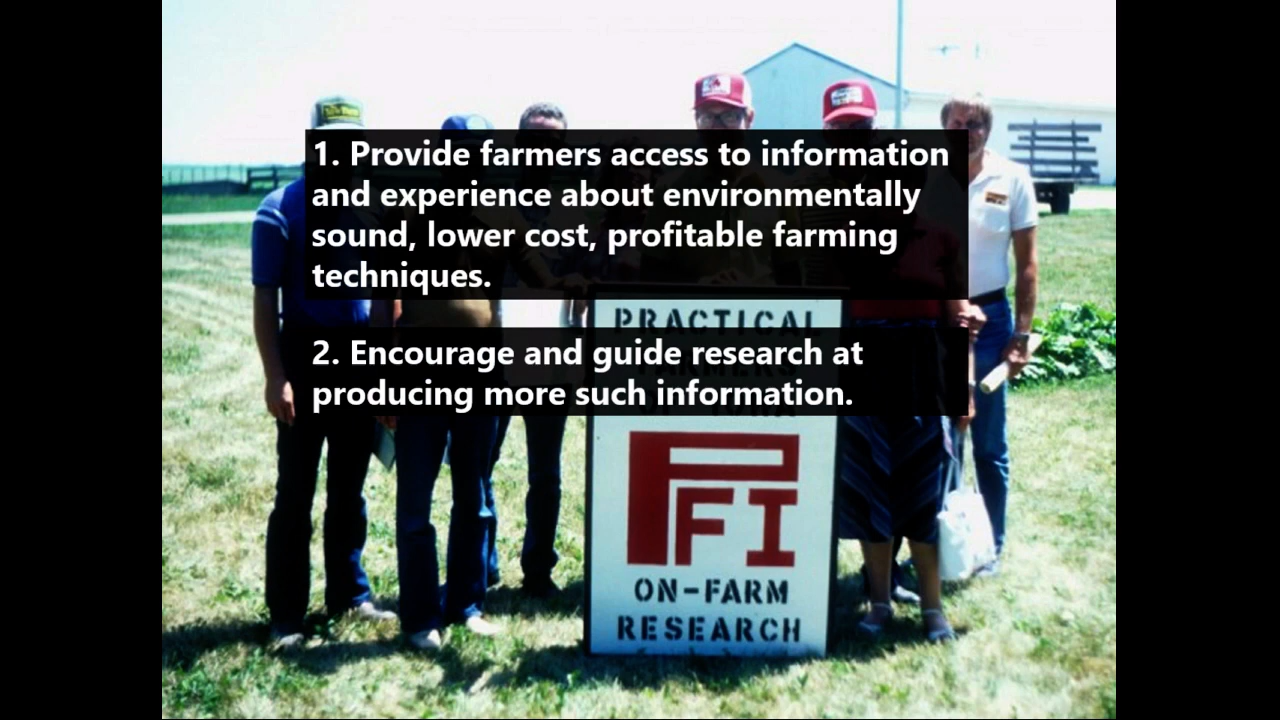 1. Provide farmers access to information
and experience about environmentally
sound, lower cost, profitable farming
techniques.
PRACTICAL
2. Encourage and guide research at
producing more such information.
PFI
ON-FARM
RESEARCH